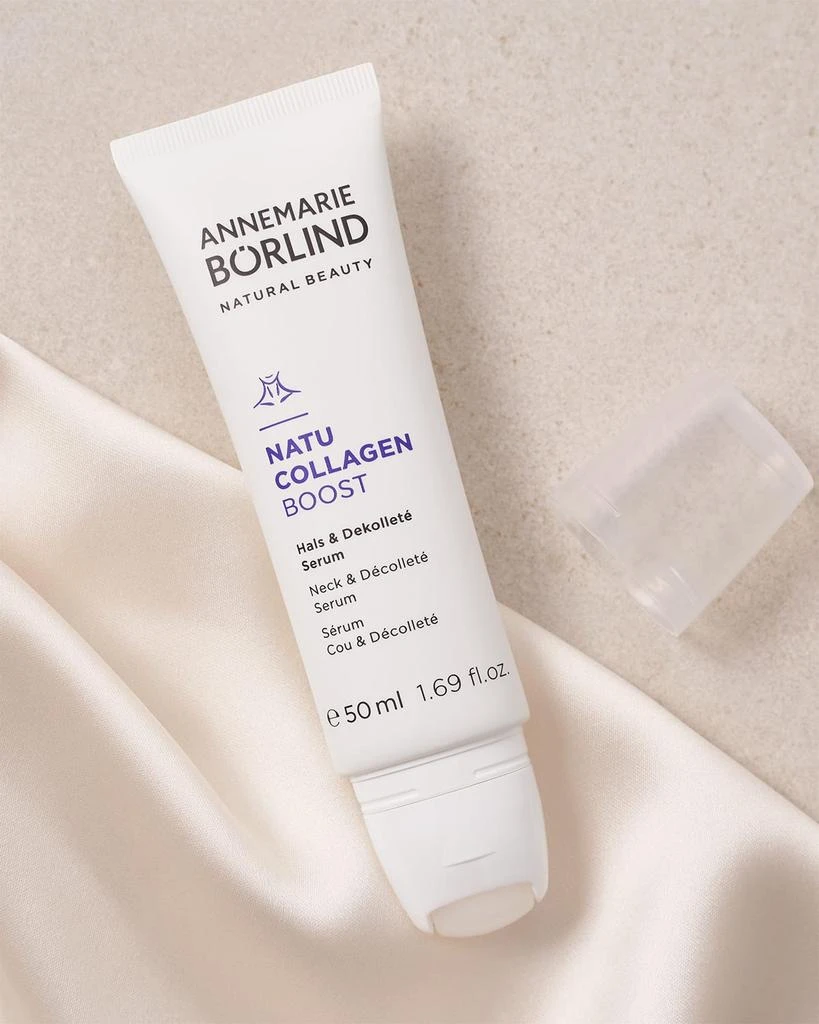 ANNEMARIE
BÖRLIND
NATURAL BEAUTY
NATU
COLLAGEN
BOOST
Hals & Dekolleté
Serum
Neck & Décolleté
Serum
Sérum
Cou & Décolleté
℮ 50 ml 1.69 fl.oz.